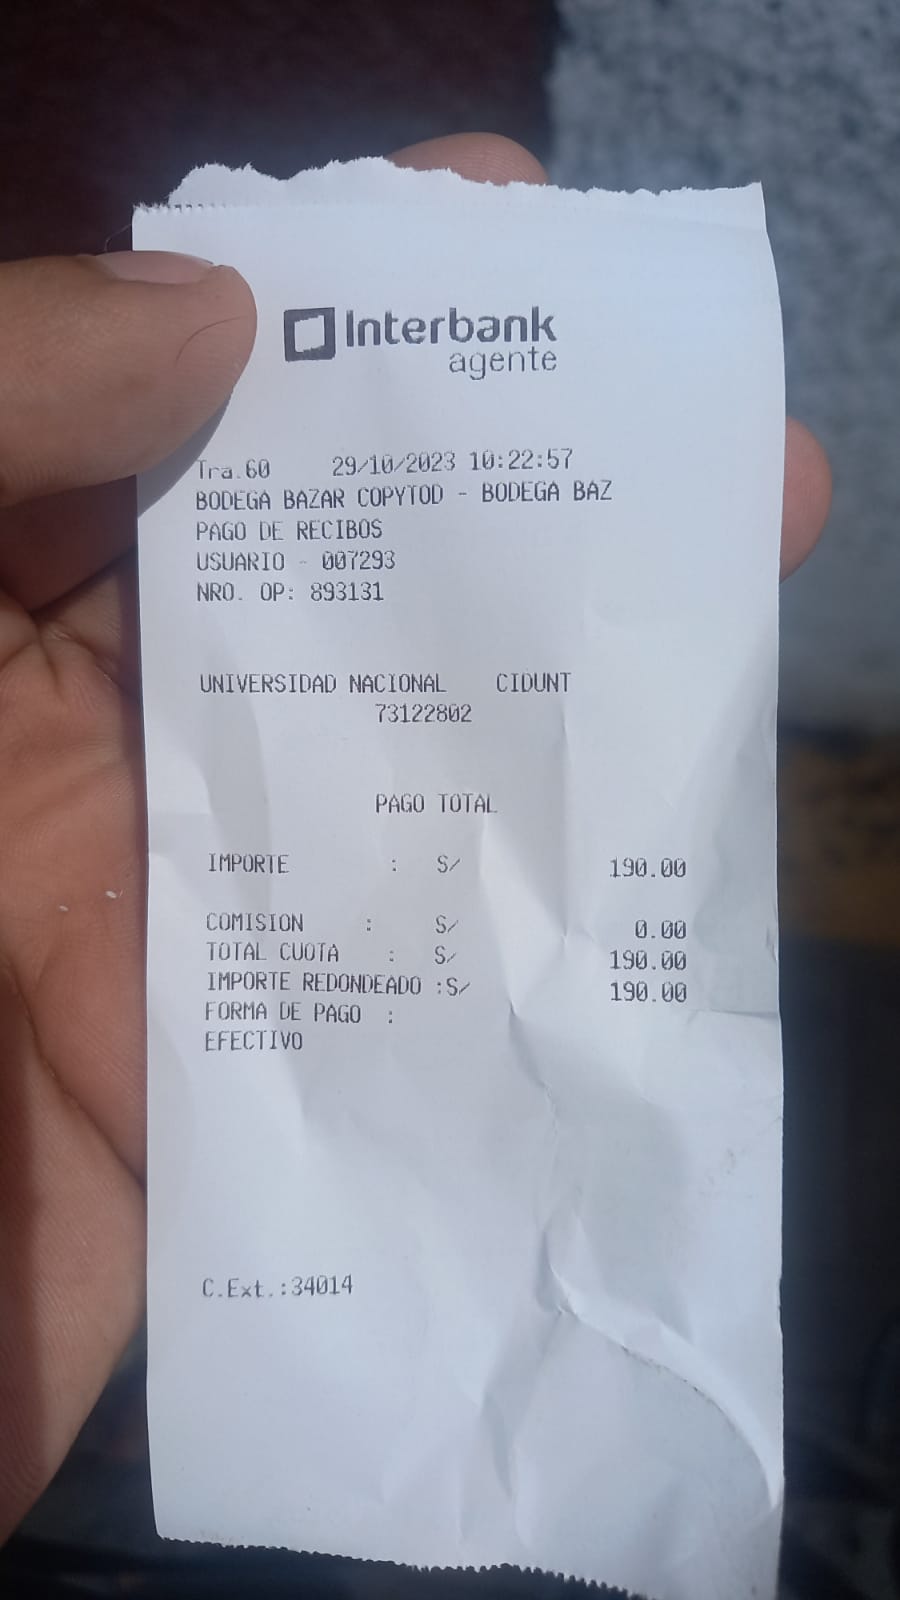 Interbank
agente
Tra.60 29/10/2023 10:22:57
BODEGA BAZAR COPYTOD - BODEGA BAZ
PAGO DE RECIBOS
USUARIO - 007293
NRO. OP: 893131
UNIVERSIDAD NACIONAL CIDUNT
73122802
PAGO TOTAL
IMPORTE : S/ 190.00
COMISION : S/ 0.00
TOTAL CUOTA : S/ 190.00
IMPORTE REDONDEADO :S/ 190.00
FORMA DE PAGO :
EFECTIVO
C.Ext.:34014